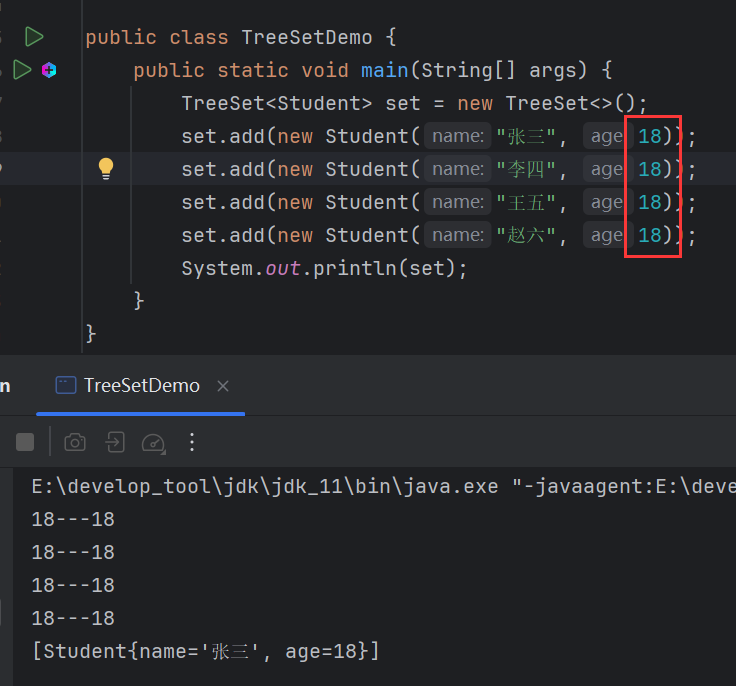 public class TreeSetDemo {
public static void main(String[] args) {
TreeSet<Student> set = new TreeSet<>();
set.add(new Student( name: "张三", age 18));
set.add(new Student( name: "李四", age 18));
set.add(new Student( name: "王五", age 18));
set.add(new Student( name: "赵六", age 18));
System.out.println(set);
}
}
n TreeSetDemo ×
E:\develop_tool\jdk\jdk_11\bin\java.exe "-javaagent:E:\deve
18---18
18---18
18---18
18---18
[Student{name='张三', age=18}]